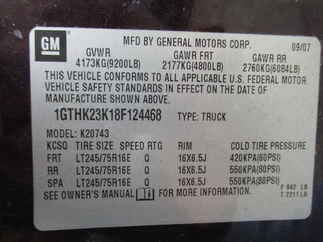 GM
MFD BY GENERAL MOTORS CORP. 09/07
GVWR GAWR FRT GAWR RR
4173KG(9200LB) 2177KG(4800LB) 2760KG(6084LB)
THIS VEHICLE CONFORMS TO ALL APPLICABLE U.S. FEDERAL MOTOR
VEHICLE SAFETY STANDARDS IN EFFECT ON THE DATE OF
MANUFACTURE SHOWN ABOVE.
1GTHK23K18F124468 TYPE: TRUCK
MODEL: K20743
KCSQ TIRE SIZE SPEED RTG RIM COLD TIRE PRESSURE
FRT LT245/75R16E Q 16X6.5J 420KPA(60PSI)
RR LT245/75R16E Q 16X6.5J 550KPA(80PSI)
SPA LT245/75R16E Q 16X6.5J 550KPA(80PSI)
SEE OWNER'S MANUAL FOR MORE INFORMATION.